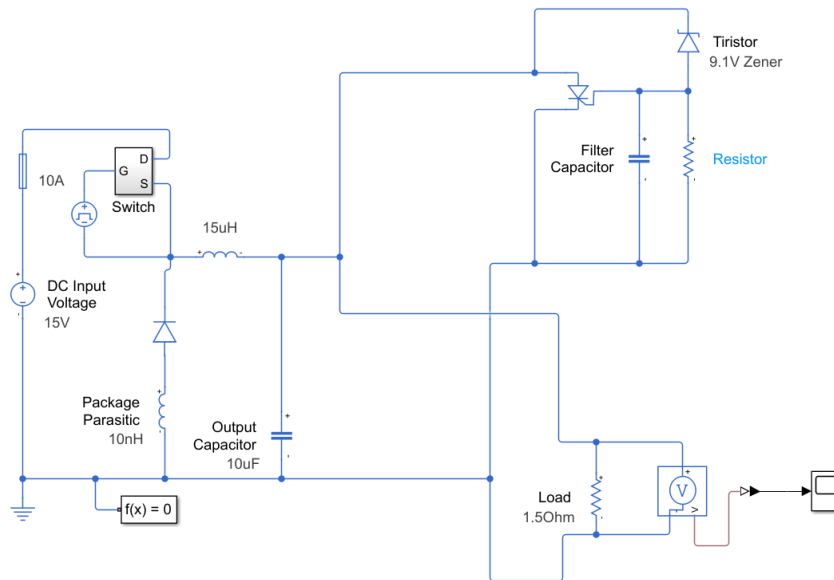 Tiristor
9.1V Zener
Filter
Capacitor
Resistor
D
G
S
10A
Switch
15uH
DC Input
Voltage
15V
Package
Parasitic
10nH
Output
Capacitor
10uF
Load
1.5Ohm
V
V
f(x) = 0